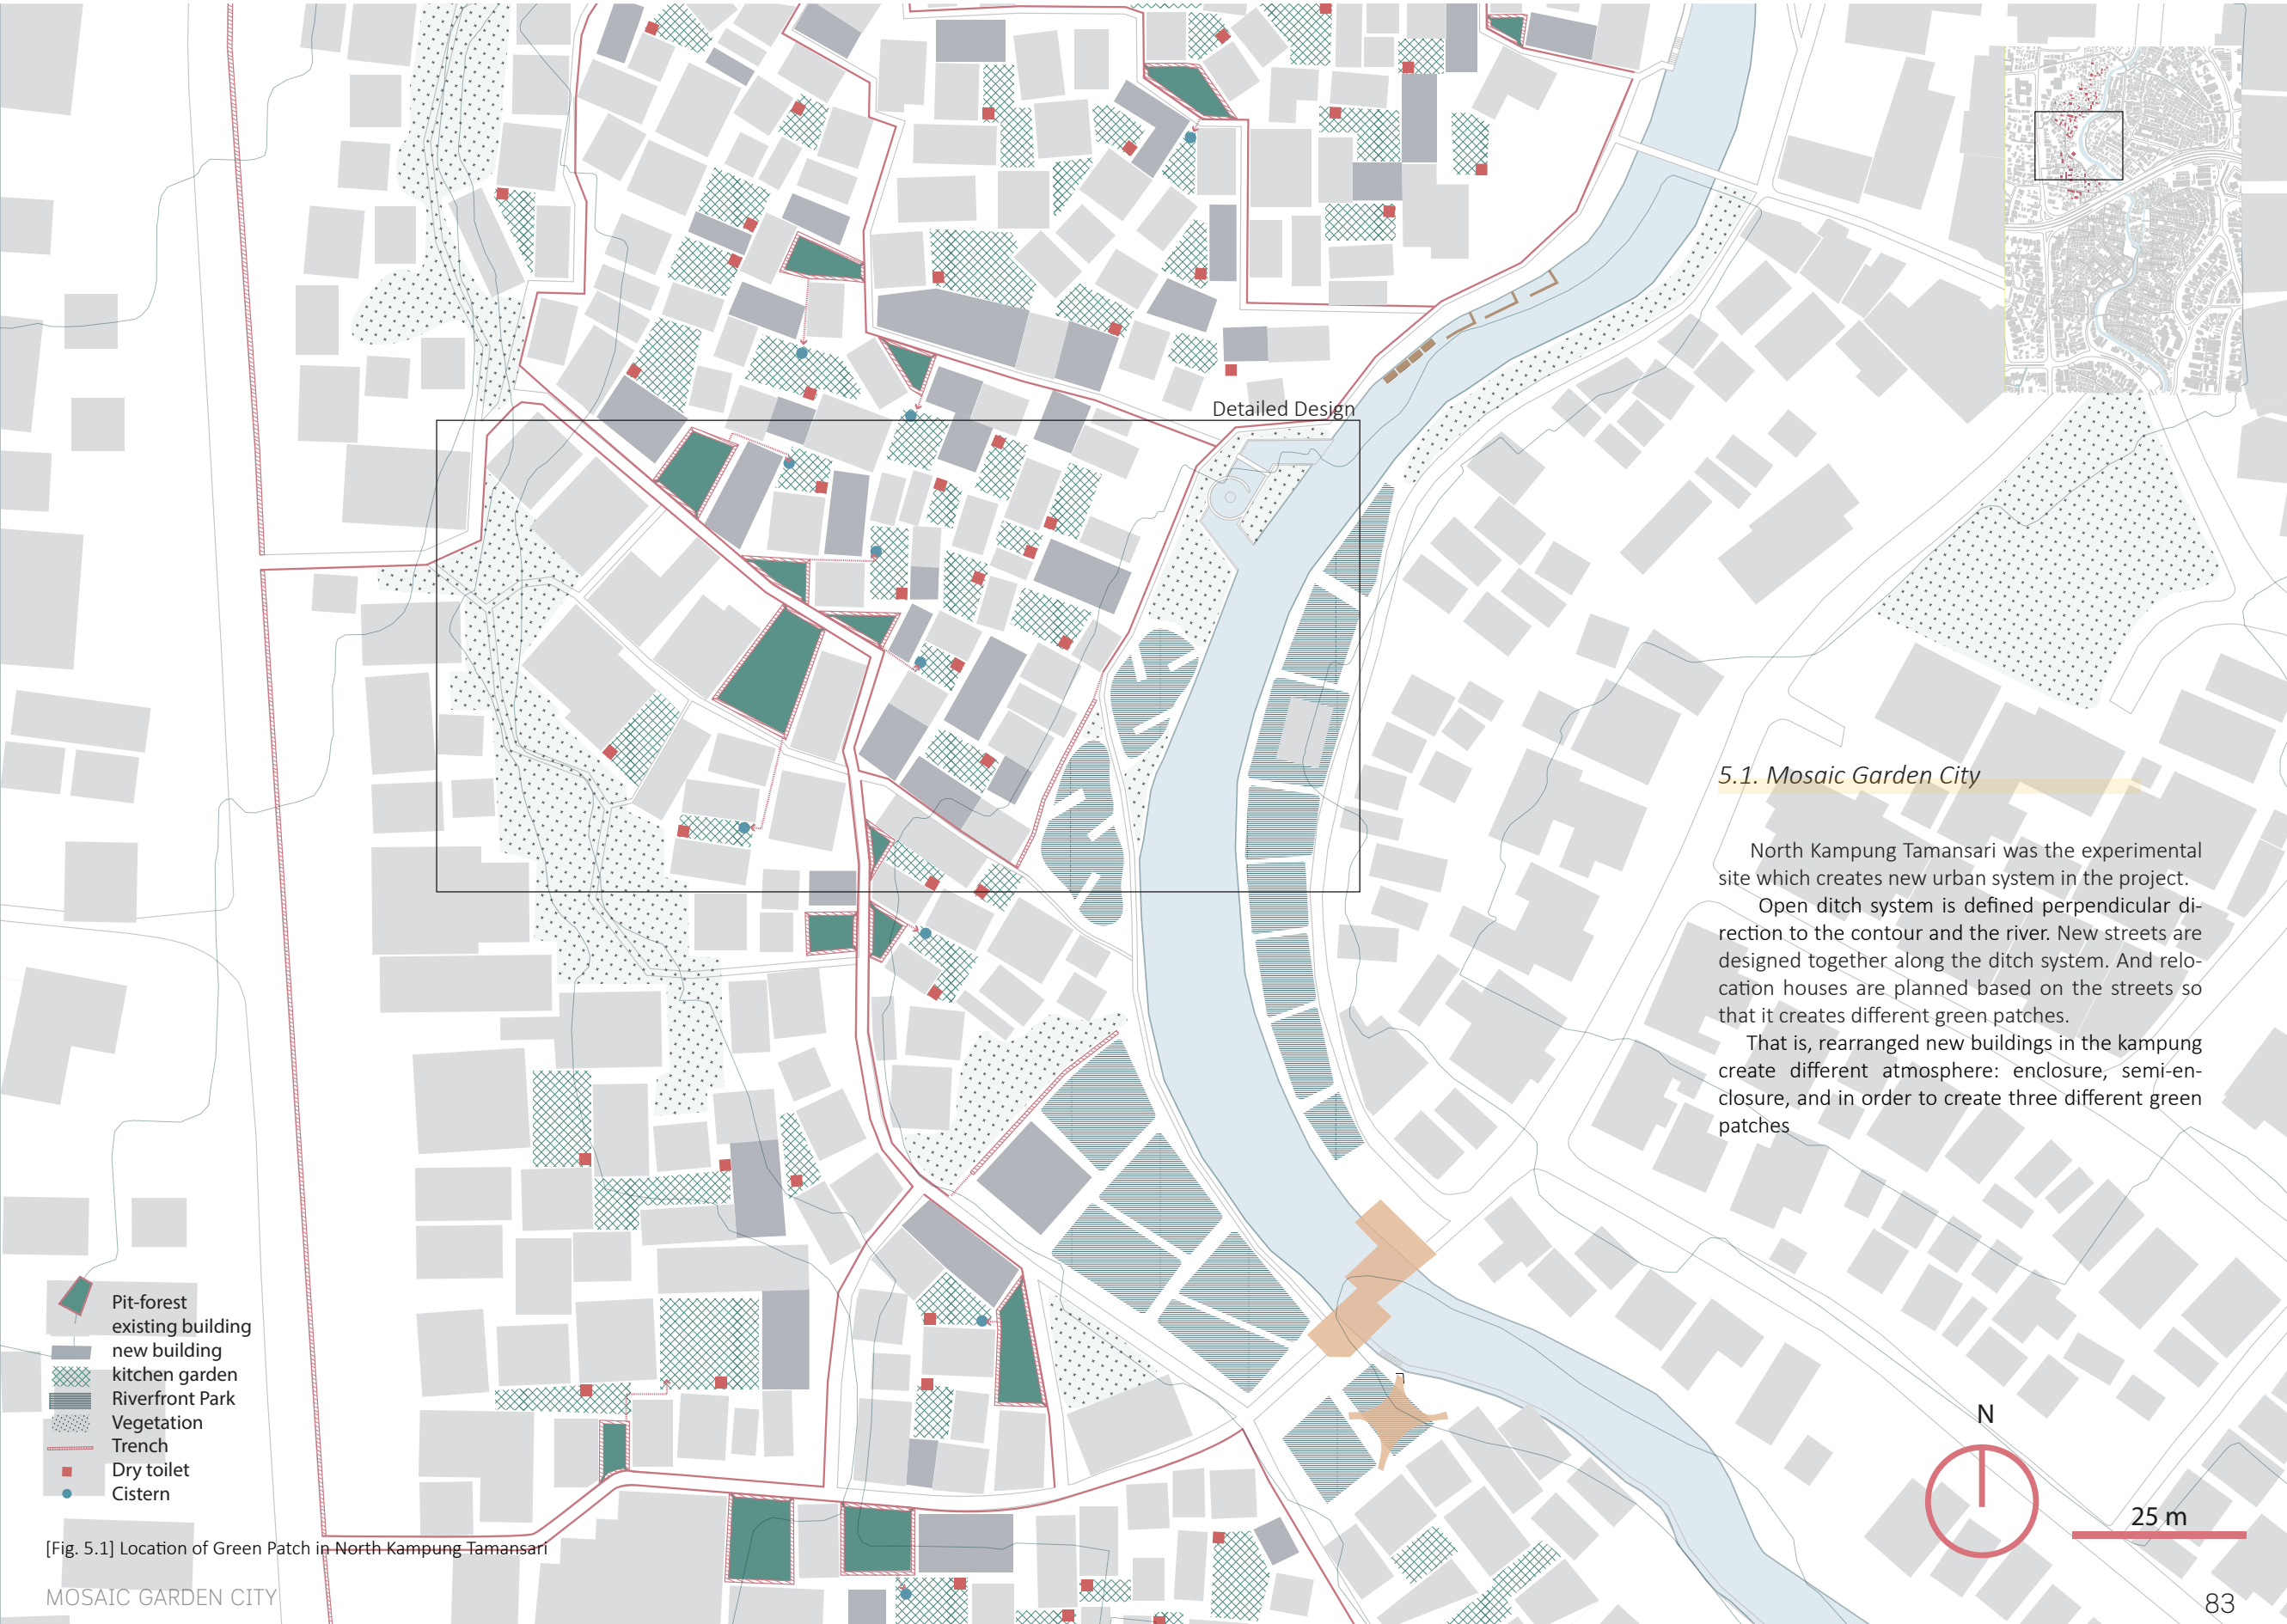 Detailed Design
5.1. Mosaic Garden City
North Kampung Tamansari was the experimental
site which creates new urban system in the project.
Open ditch system is defined perpendicular di-
rection to the contour and the river. New streets are
designed together along the ditch system. And relo-
cation houses are planned based on the streets so
that it creates different green patches.
That is, rearranged new buildings in the kampung
create different atmosphere: enclosure, semi-en-
closure, and in order to create three different green
patches
Pit-forest
existing building
new building
kitchen garden
Riverfront Park
Vegetation
Trench
Dry toilet
Cistern
N
25 m
[Fig. 5.1] Location of Green Patch in North Kampung Tamansari
MOSAIC GARDEN CITY
83